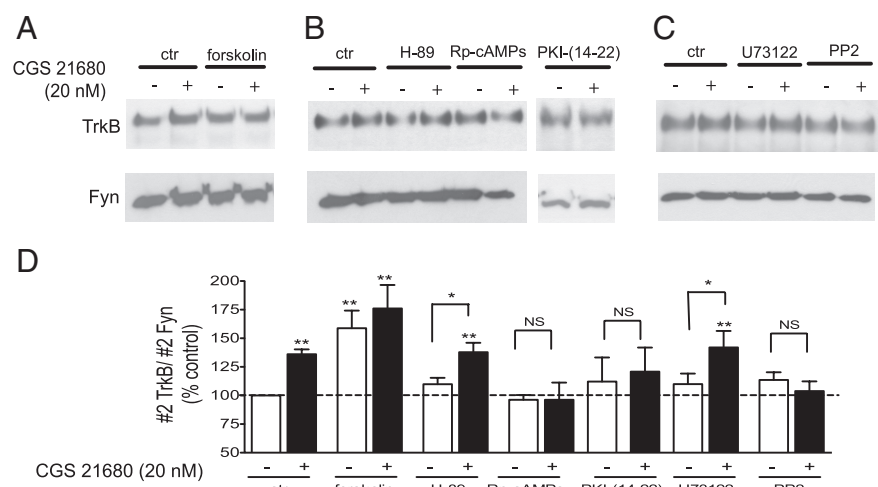 A
B
C
ctr forskolin
ctr H-89 Rp-cAMPs PKI-(14-22)
ctr U73122 PP2
CGS 21680
(20 nM)
- + - +
- + - + - + - +
- + - + - +
TrkB
Fyn
D
#2 TrkB/ #2 Fyn
(% control)
200
175
150
125
100
75
50
** ** ** * ** NS NS * ** NS
CGS 21680 (20 nM)
- + - + - + - + - + - + - +